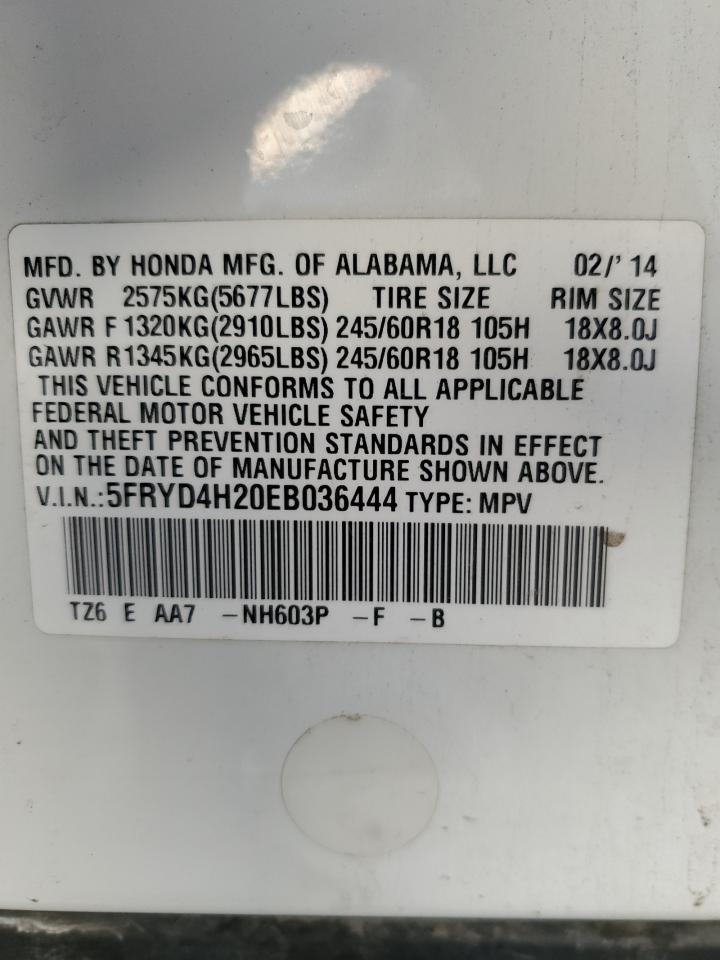 MFD. BY HONDA MFG. OF ALABAMA, LLC 02/' 14
GVWR 2575KG(5677LBS) TIRE SIZE RIM SIZE
GAWR F1320KG(2910LBS)245/60R18 105H 18X8.0J
GAWR R1345KG(2965LBS)245/60R18 105H 18X8.0J
THIS VEHICLE CONFORMS TO ALL APPLICABLE
FEDERAL MOTOR VEHICLE SAFETY
AND THEFT PREVENTION STANDARDS IN EFFECT
ON THE DATE OF MANUFACTURE SHOWN ABOVE.
V.I.N.:5FRYD4H20EB036444 TYPE: MPV
TZ6 E AA7 -NH603P -F -B